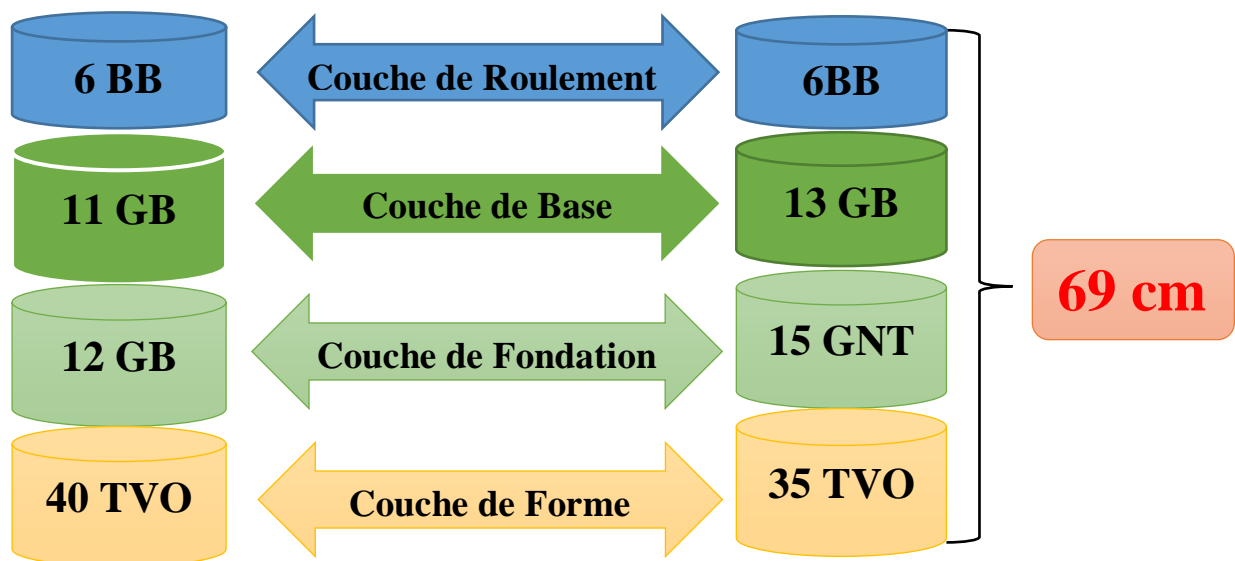 6 BB
Couche de Roulement
6BB
11 GB
Couche de Base
13 GB
69 cm
12 GB
Couche de Fondation
15 GNT
40 TVO
Couche de Forme
35 TVO